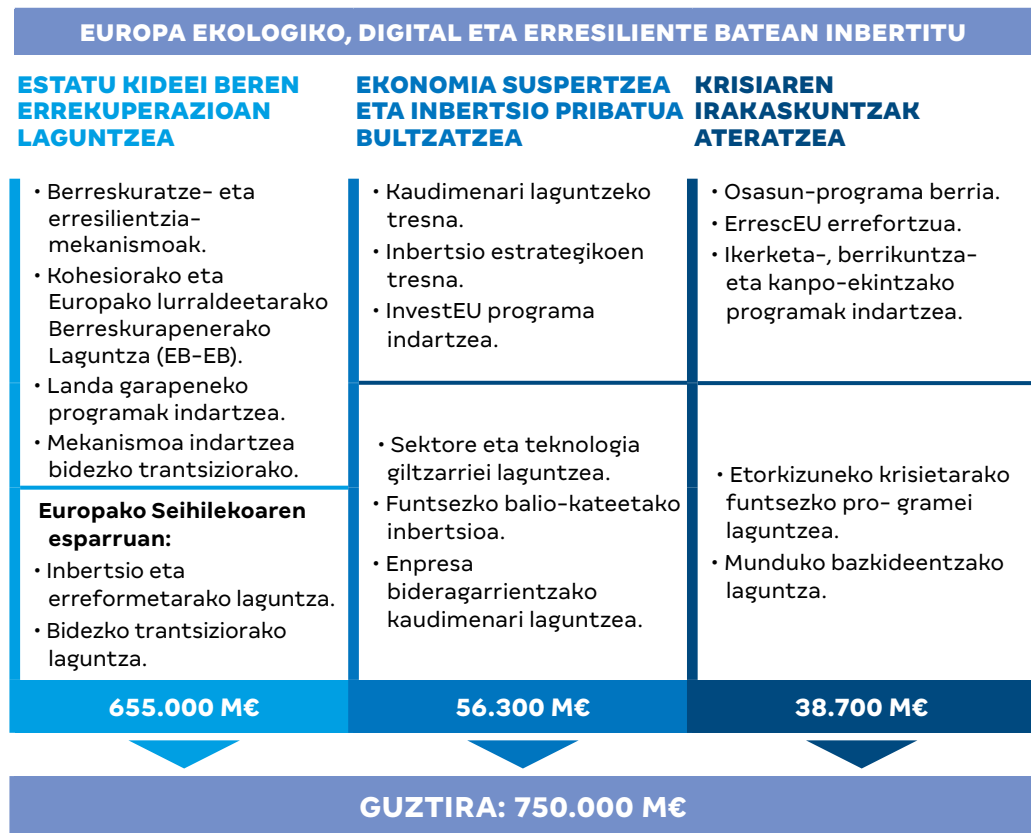 EUROPA EKOLOGIKO, DIGITAL ETA ERRESILIENTE BATEAN INBERTITU
ESTATU KIDEEI BEREN
ERREKUPERAZIOAN
LAGUNTZEA
· Berreskuratze- eta
erresilientzia-
mekanismoak.
· Kohesiorako eta
Europako lurraldeetarako
Berreskurapenerako
Laguntza (EB-EB).
· Landa garapeneko
programak indartzea.
· Mekanismoa indartzea
bidezko trantsiziorako.
Europako Seihilekoaren
esparruan:
· Inbertsio eta
erreformetarako laguntza.
· Bidezko trantsiziorako
laguntza.
655.000 M€
EKONOMIA SUSPERTZEA
ETA INBERTSIO PRIBATUA
BULTZATZEA
· Kaudimenari laguntzeko
tresna.
· Inbertsio estrategikoen
tresna.
· InvestEU programa
indartzea.
· Sektore eta teknologia
giltzarriei laguntzea.
· Funtsezko balio-kateetako
inbertsioa.
· Enpresa
bideragarrientzako
kaudimenari laguntzea.
56.300 M€
KRISIAREN
IRAKASKUNTZAK
ATERATZEA
· Osasun-programa berria.
· ErrescEU errefortzua.
· Ikerketa-, berrikuntza-
eta kanpo-ekintzako
programak indartzea.
· Etorkizuneko krisietarako
funtsezko pro- gramei
laguntzea.
· Munduko bazkideentzako
laguntza.
38.700 M€
GUZTIRA: 750.000 M€